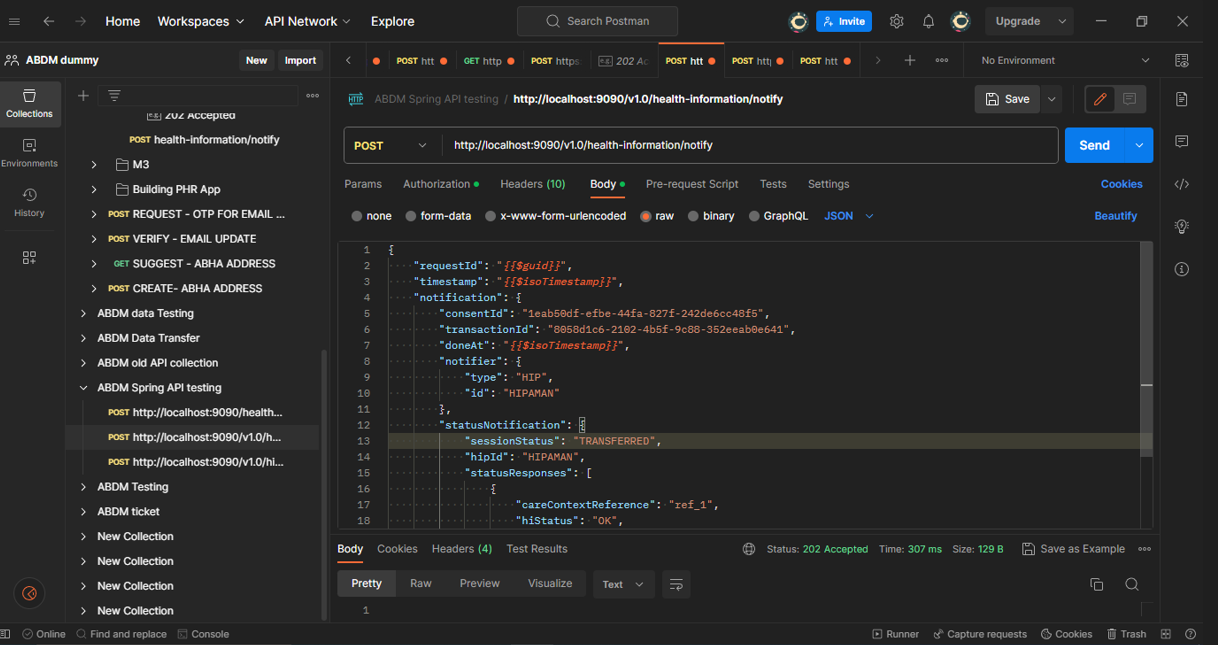 Home Workspaces API Network Explore Search Postman Invite Upgrade
ABDM dummy New Import POST htt GET http POST https 202 Ac POST htt POST http POST htt No Environment
Collections
Environments
History
202 Accepted
POST health-information/notify
M3
Building PHR App
POST REQUEST - OTP FOR EMAIL ...
POST VERIFY - EMAIL UPDATE
GET SUGGEST - ABHA ADDRESS
POST CREATE- ABHA ADDRESS
ABDM data Testing
ABDM Data Transfer
ABDM old API collection
ABDM Spring API testing
POST http://localhost:9090/health...
POST http://localhost:9090/v1.0/h...
POST http://localhost:9090/v1.0/hi...
ABDM Testing
ABDM ticket
New Collection
New Collection
New Collection
New Collection
HTTP ABDM Spring API testing / http://localhost:9090/v1.0/health-information/notify Save
POST http://localhost:9090/v1.0/health-information/notify Send
Params Authorization Headers (10) Body Pre-request Script Tests Settings Cookies
none form-data x-www-form-urlencoded raw binary GraphQL JSON Beautify
1 {
2 "requestId": "{{$guid}}",
3 "timestamp": "{{$isoTimestamp}}",
4 "notification": {
5 "consentId": "1eab50df-efbe-44fa-827f-242de6cc48f5",
6 "transactionId": "8058d1c6-2102-4b5f-9c88-352eeab0e641",
7 "doneAt": "{{$isoTimestamp}}",
8 "notifier": {
9 "type": "HIP",
10 "id": "HIPAMAN"
11 },
12 "statusNotification": {
13 "sessionStatus": "TRANSFERRED",
14 "hipId": "HIPAMAN",
15 "statusResponses": [
16 {
17 "careContextReference": "ref_1",
18 "hiStatus": "OK",
Body Cookies Headers (4) Test Results Status: 202 Accepted Time: 307 ms Size: 129 B Save as Example
Pretty Raw Preview Visualize Text
1
Online Find and replace Console Runner Capture requests Cookies Trash